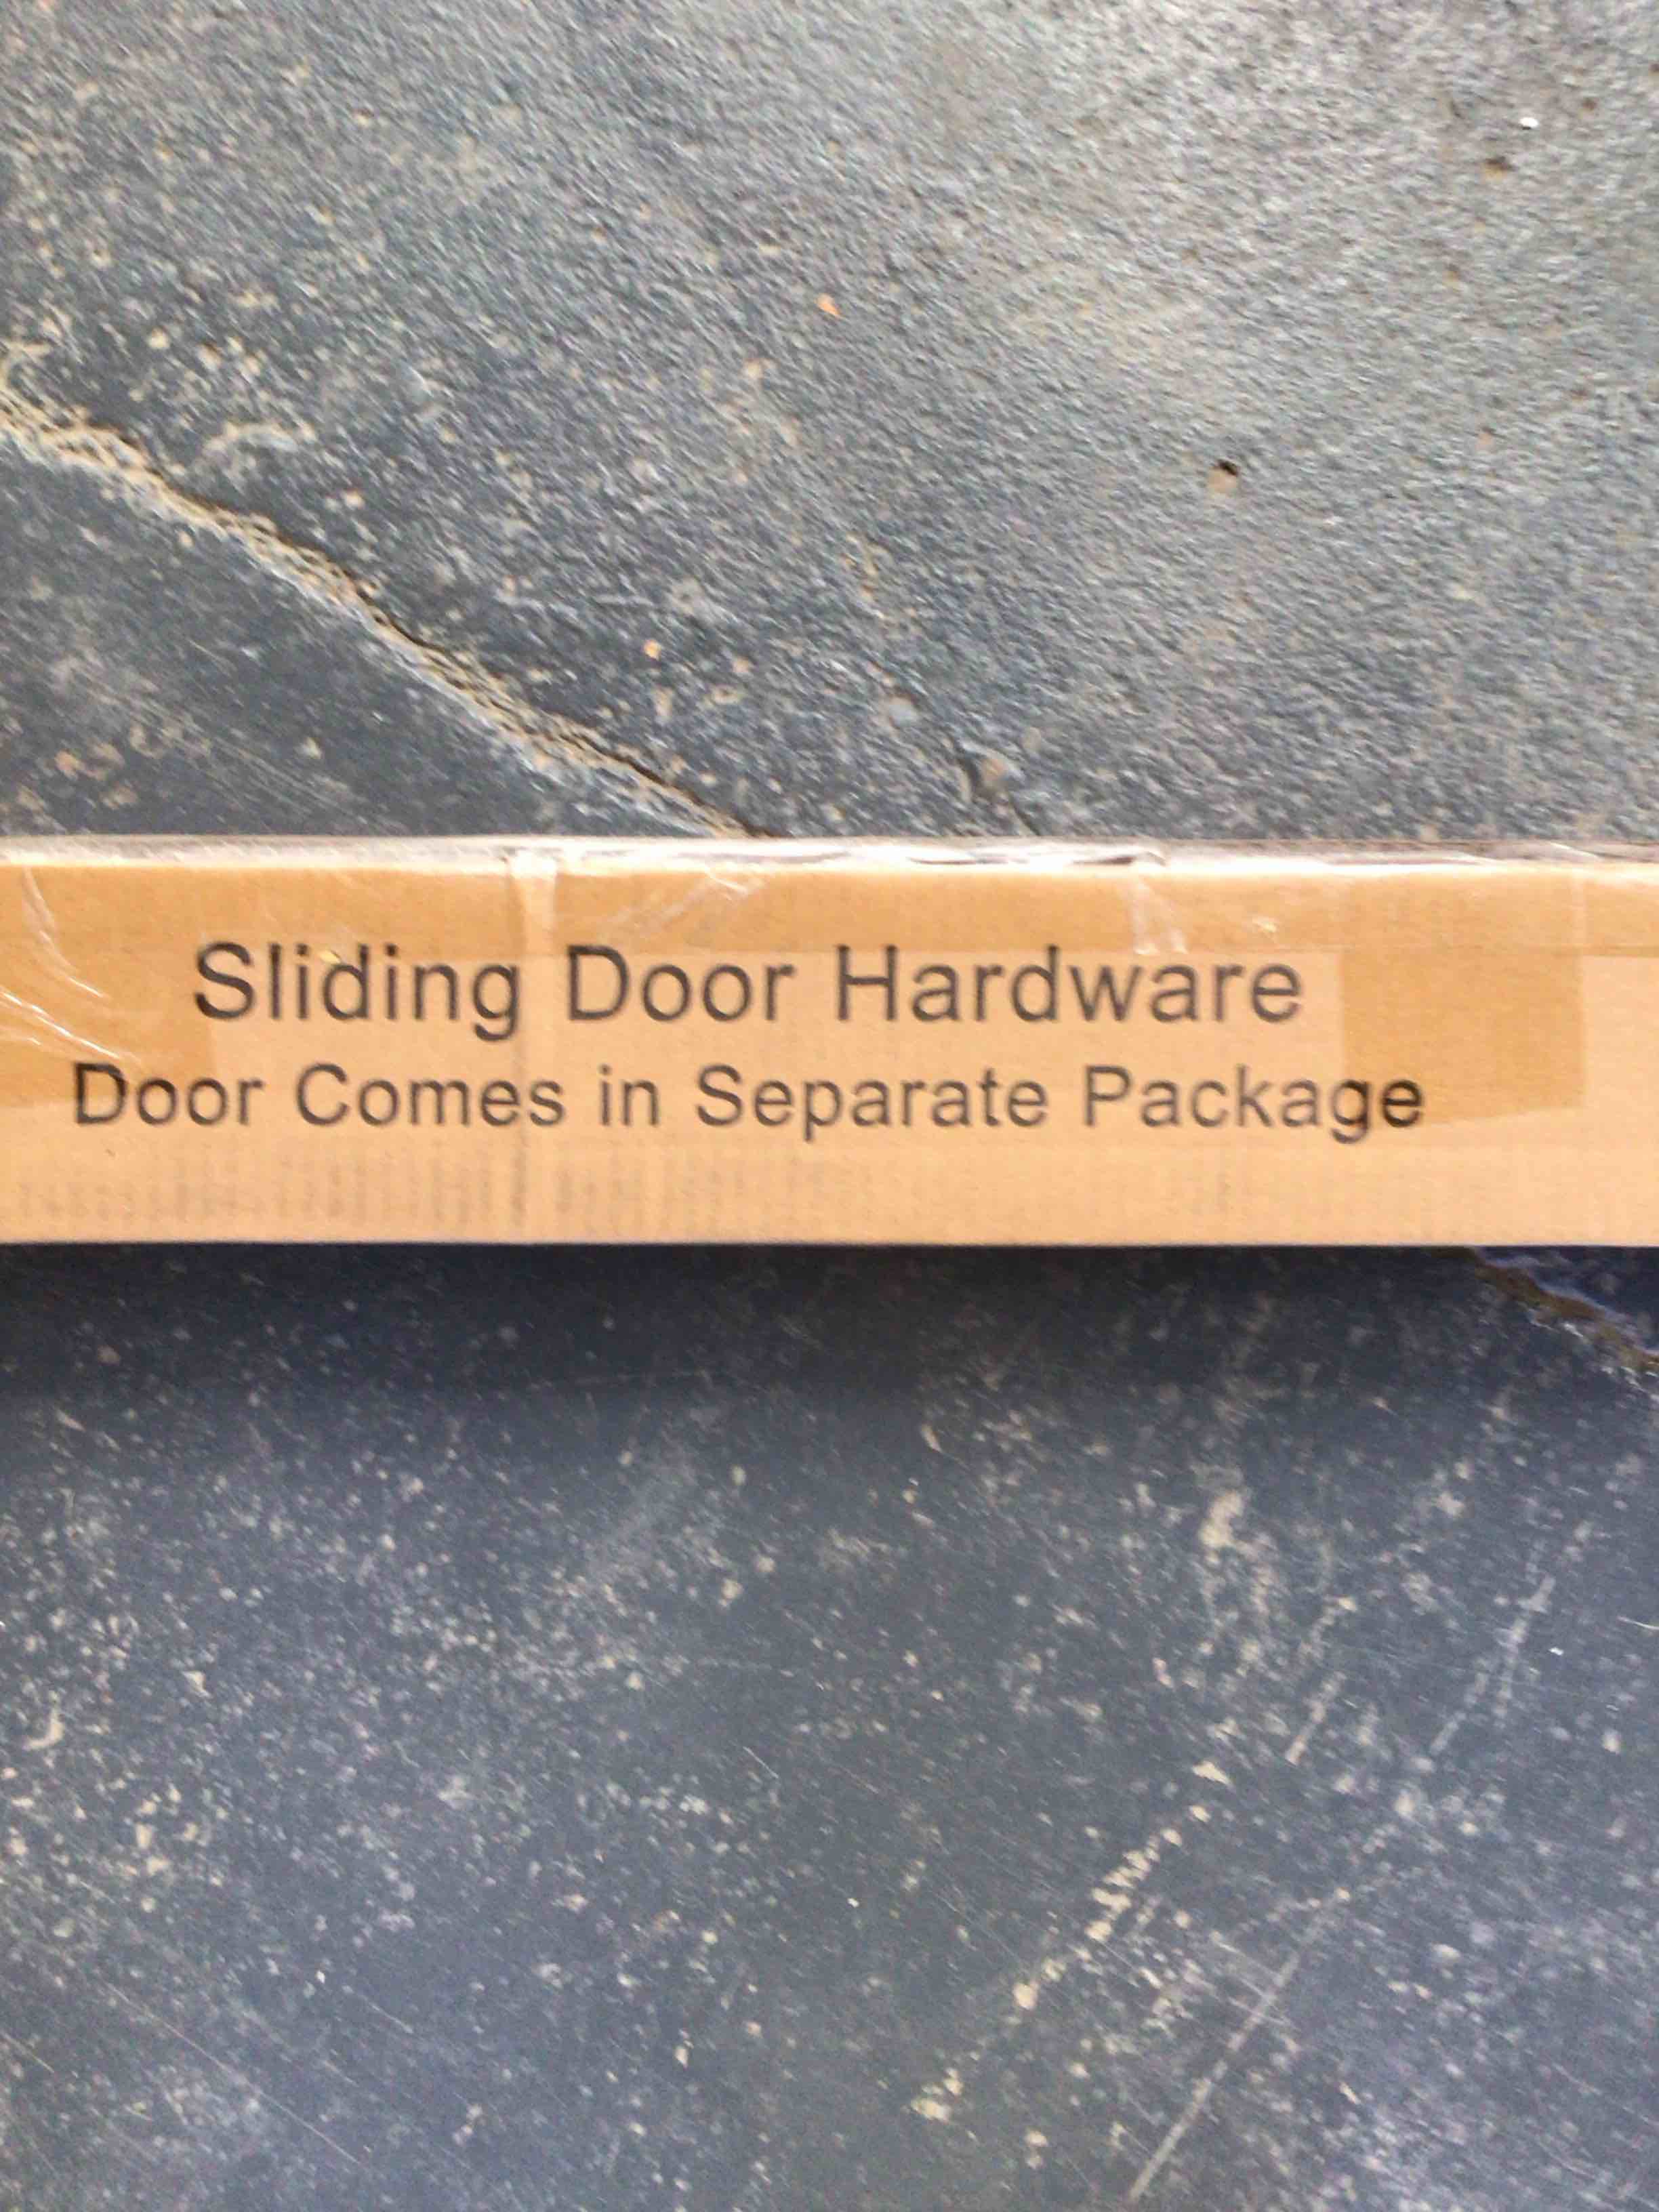 Sliding Door Hardware
Door Comes in Separate Package